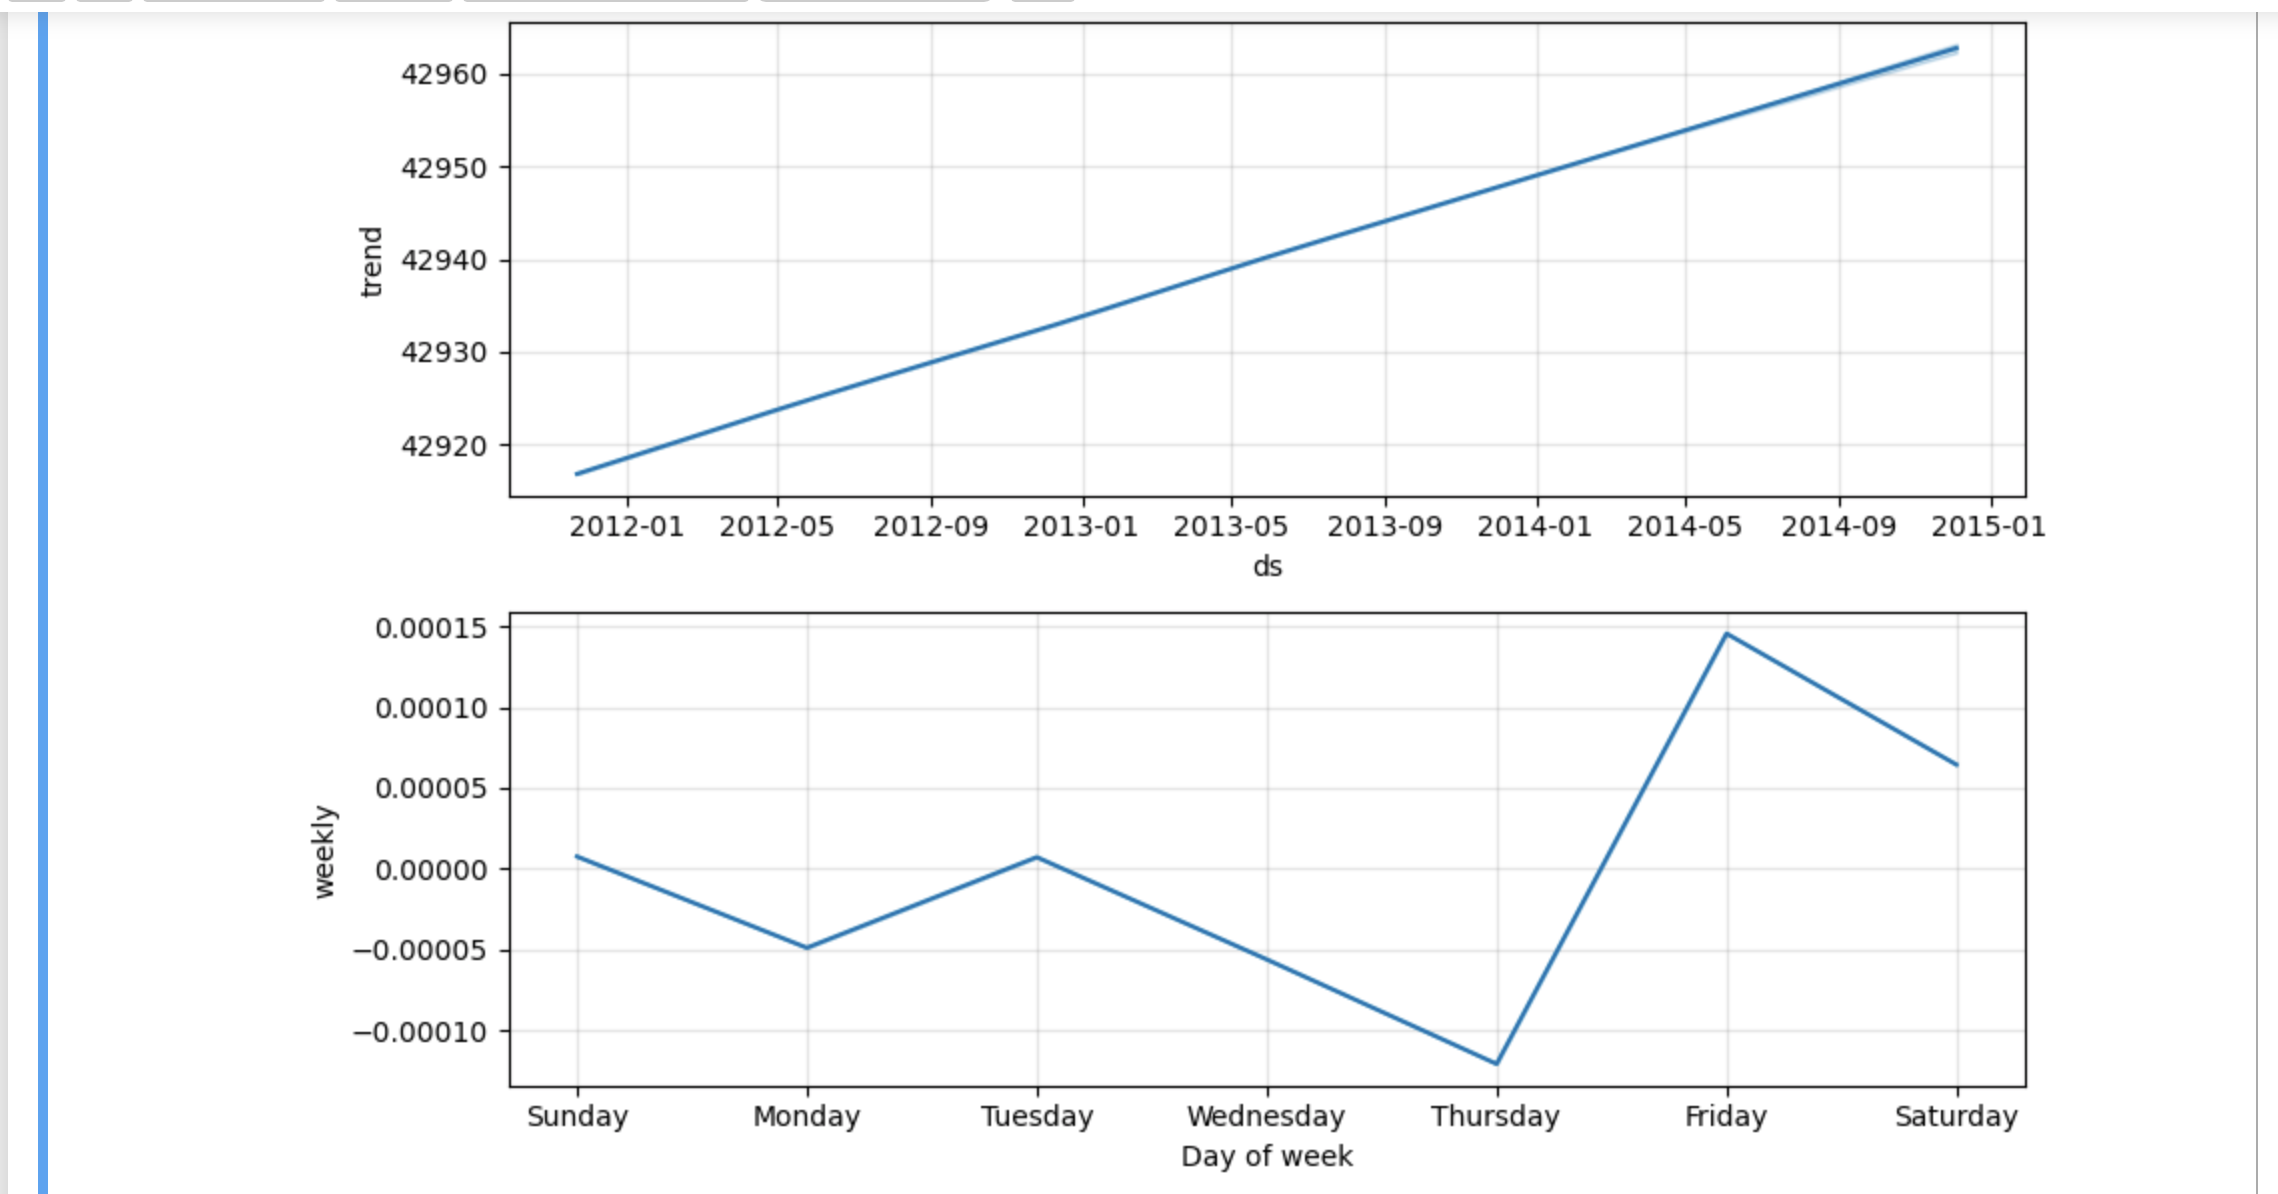 42960
42950
42940
42930
42920
trend
2012-01 2012-05 2012-09 2013-01 2013-05 2013-09 2014-01 2014-05 2014-09 2015-01
ds
0.00015
0.00010
0.00005
0.00000
−0.00005
−0.00010
weekly
Sunday Monday Tuesday Wednesday Thursday Friday Saturday
Day of week